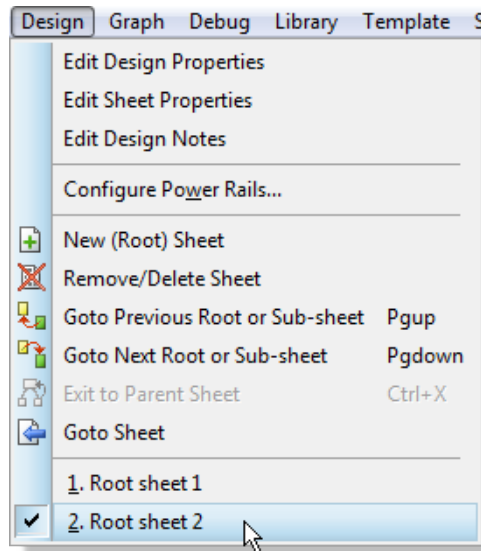 Design Graph Debug Library Template
Edit Design Properties
Edit Sheet Properties
Edit Design Notes
Configure Power Rails...
New (Root) Sheet
Remove/Delete Sheet
Goto Previous Root or Sub-sheet Pgup
Goto Next Root or Sub-sheet Pgdown
Exit to Parent Sheet Ctrl+X
Goto Sheet
1. Root sheet 1
2. Root sheet 2